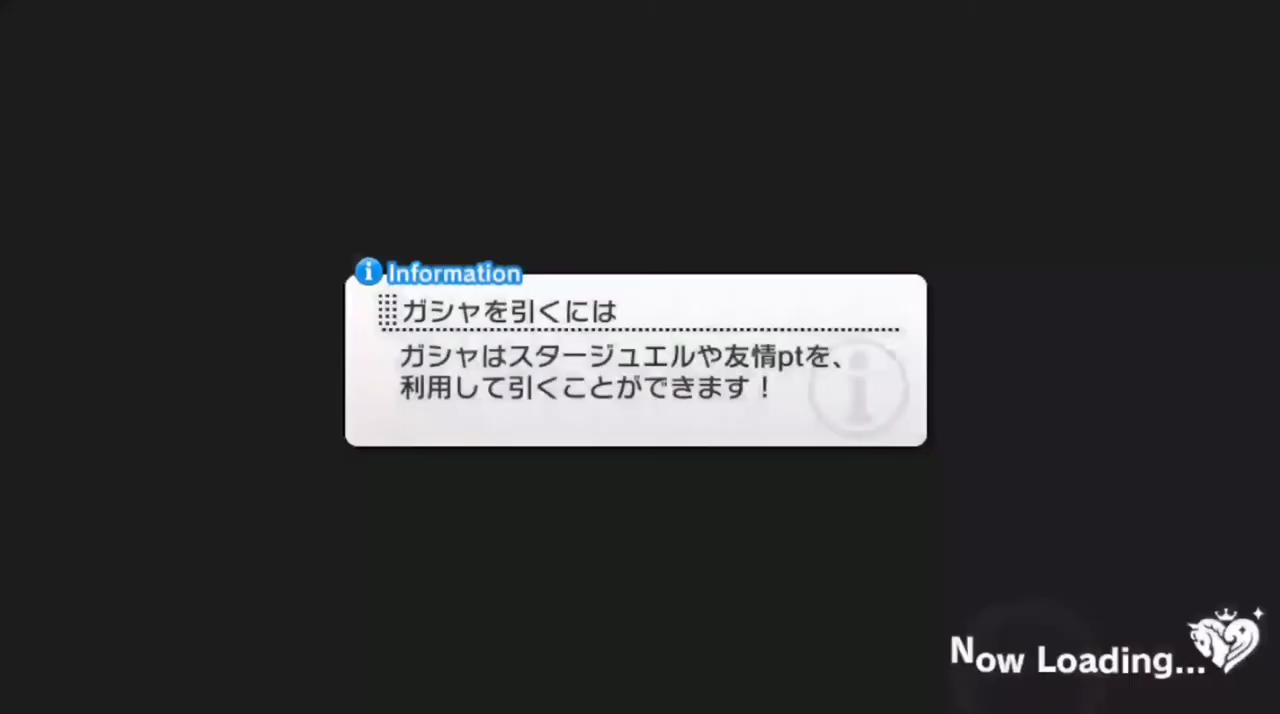 Information
ガシャを引くには
ガシャはスタージュエルや友情ptを、
利用して引くことができます！
Now Loading...